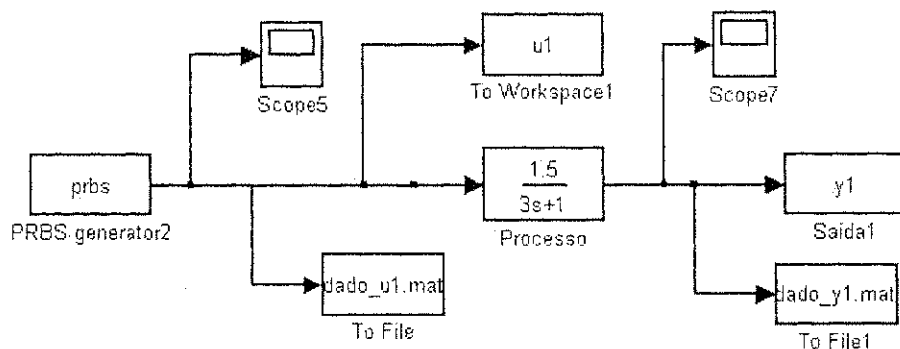 u1
Scope5
To Workspace1
Scope7
prbs
PRBS generator2
1.5
3s+1
Processo
y1
Saída1
dado_u1.mat
To File
dado_y1.mat
To File1